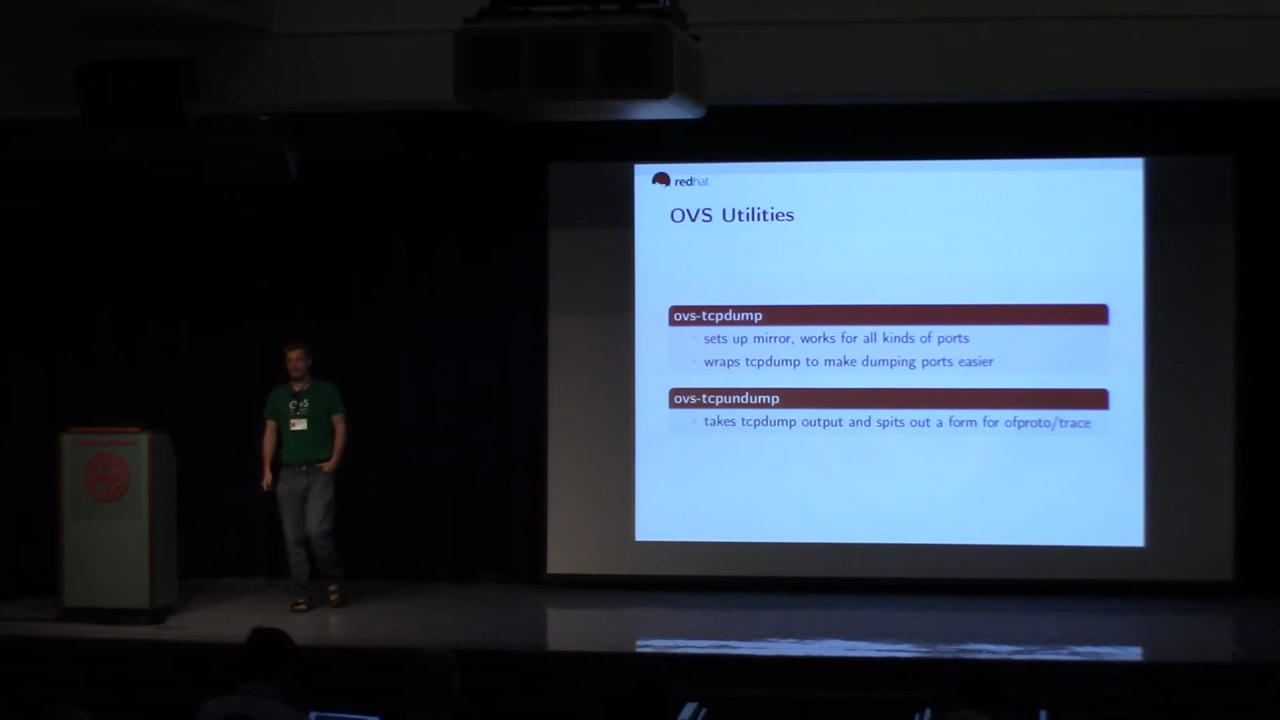 redhat
OVS Utilities
ovs-tcpdump
sets up mirror, works for all kinds of ports
wraps tcpdump to make dumping ports easier
ovs-tcpundump
takes tcpdump output and spits out a form for ofproto/trace
OVS